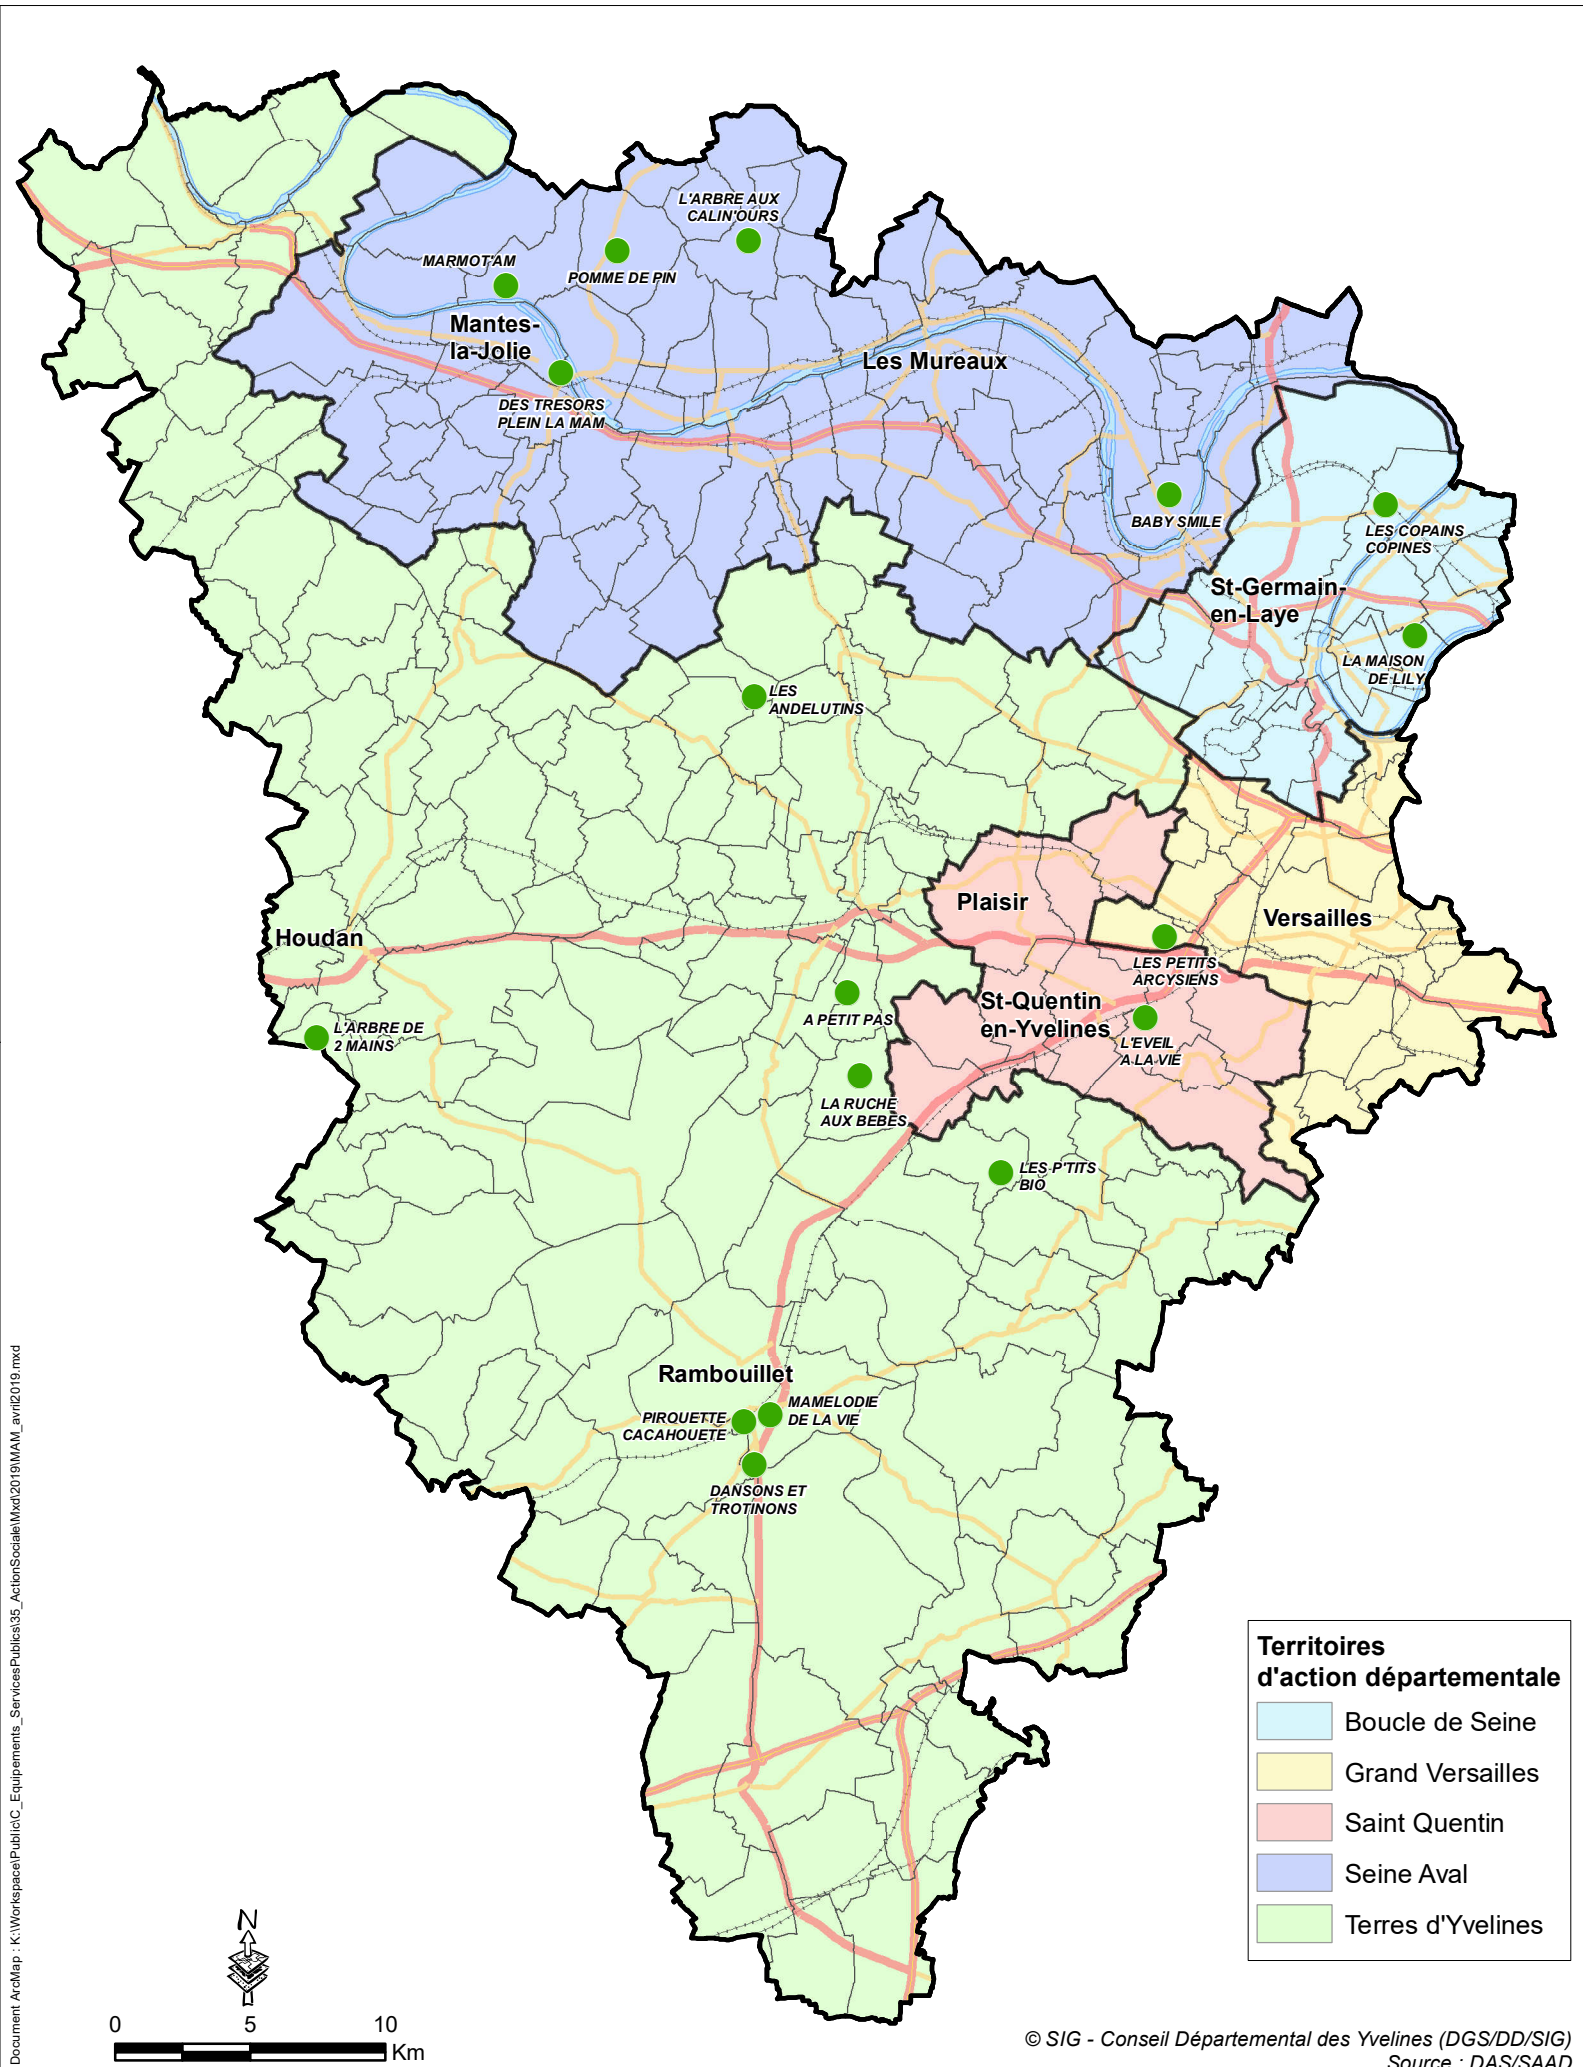 L'ARBRE AUX
CALIN'OURS
MARMOT'AM
POMME DE PIN
Mantes-
la-Jolie
Les Mureaux
DES TRESORS
PLEIN LA MAM
BABY SMILE
LES COPAINS
COPINES
St-Germain-
en-Laye
LA MAISON
DE LILY
LES
ANDELUTINS
Plaisir
Versailles
Houdan
LES PETITS
ARCYSIENS
St-Quentin
en-Yvelines
A PETIT PAS
L'ARBRE DE
2 MAINS
L'EVEIL
A LA VIE
LA RUCHE
AUX BEBES
LES P'TITS
BIO
Rambouillet
MAMELODIE
DE LA VIE
PIROUETTE
CACAHOUETE
DANSONS ET
TROTINONS
Territoires
d'action départementale
Boucle de Seine
Grand Versailles
Saint Quentin
Seine Aval
Terres d'Yvelines
N
0 5 10
Km
© SIG - Conseil Départemental des Yvelines (DGS/DD/SIG)
Source : DAS/SAAD
Document ArcMap : K:\Workspace\Public\C_Equipements_ServicesPublics\35_ActionSociale\Mxd\2019\MAM_avril2019.mxd